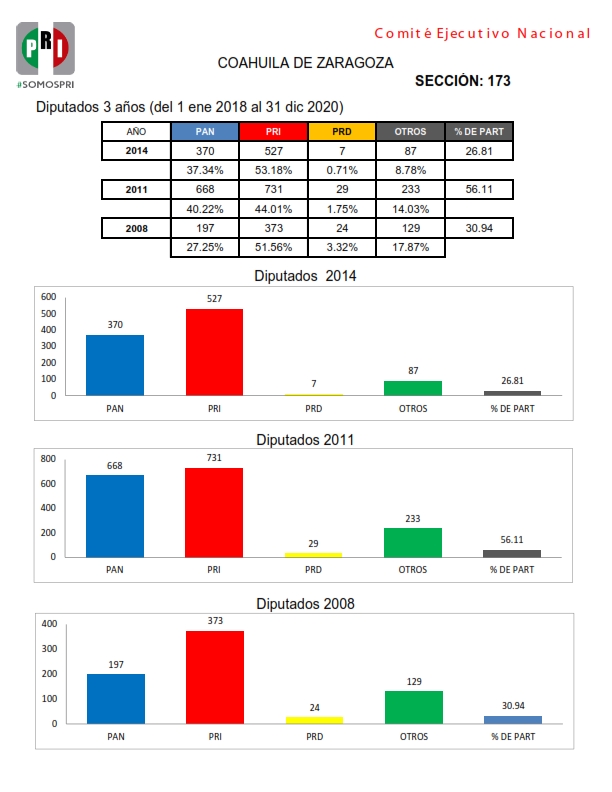 PRI
#SOMOSPRI
Comité Ejecutivo Nacional
COAHUILA DE ZARAGOZA
SECCIÓN: 173
Diputados 3 años (del 1 ene 2018 al 31 dic 2020)
AÑO PAN PRI PRD OTROS % DE PART
2014 370 527 7 87 26.81
37.34% 53.18% 0.71% 8.78%
2011 668 731 29 233 56.11
40.22% 44.01% 1.75% 14.03%
2008 197 373 24 129 30.94
27.25% 51.56% 3.32% 17.87%
Diputados 2014
600
500
400
300
200
100
0
370 527 7 87 26.81
PAN PRI PRD OTROS % DE PART
Diputados 2011
800
600
400
200
0
668 731 29 233 56.11
PAN PRI PRD OTROS % DE PART
Diputados 2008
400
300
200
100
0
197 373 24 129 30.94
PAN PRI PRD OTROS % DE PART